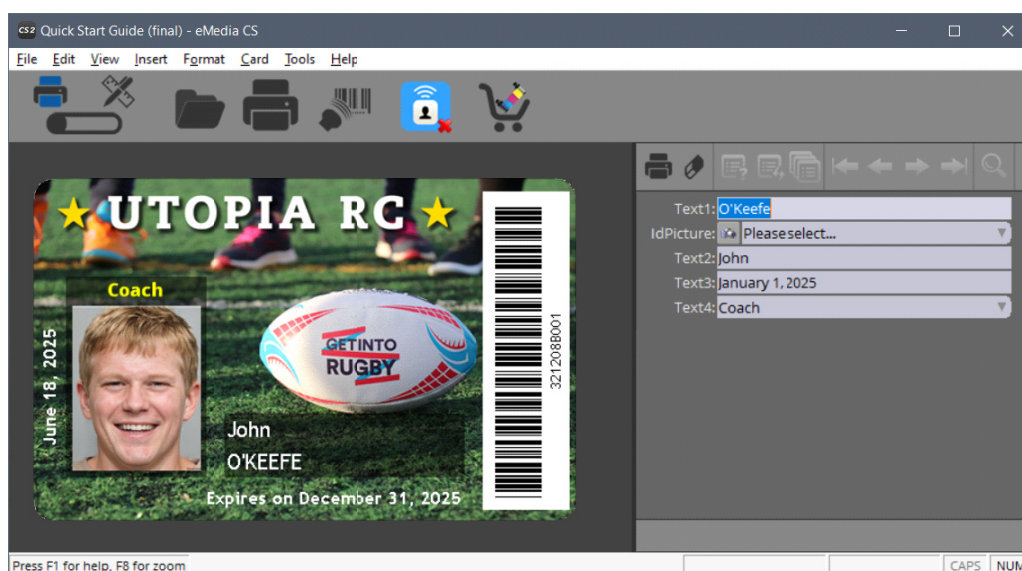 CS2 Quick Start Guide (final) - eMedia CS
File Edit View Insert Format Card Tools Help
UTOPIA RC
Coach
June 18, 2025
GETINTO
RUGBY
John
O'KEEFE
Expires on December 31, 2025
321208B001
Text1: O'Keefe
IdPicture: Please select...
Text2: John
Text3: January 1, 2025
Text4: Coach
Press F1 for help, F8 for zoom
CAPS NUM